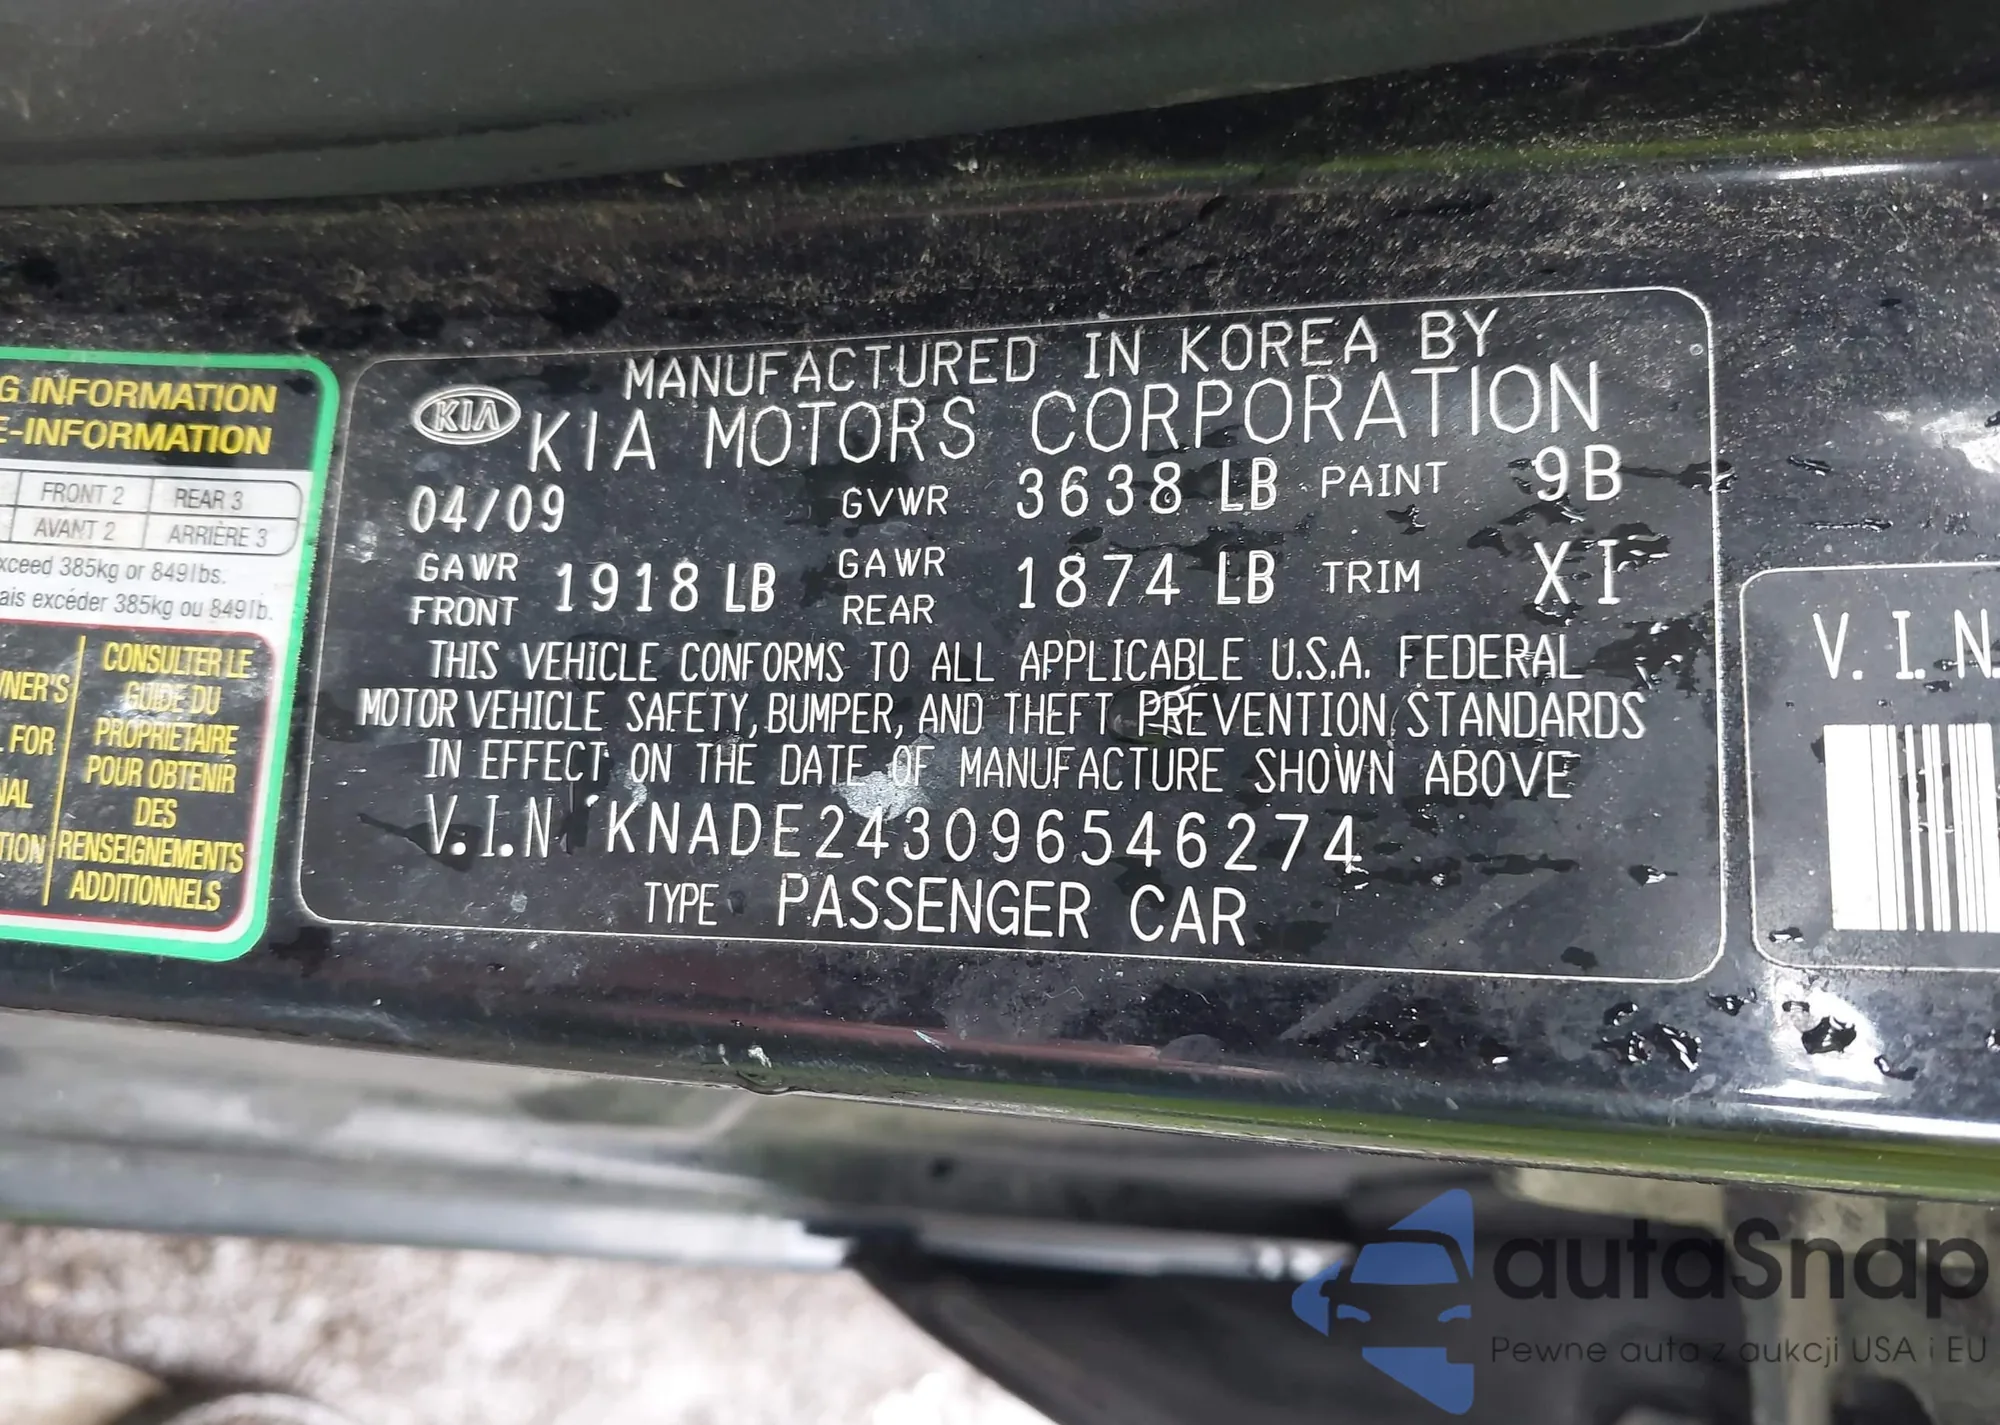 G INFORMATION
E-INFORMATION
FRONT 2 REAR 3
AVANT 2 ARRIÈRE 3
exceed 385kg or 849lbs.
ais excéder 385kg ou 849lb.
WNER'S
FOR
NAL
TION
CONSULTER LE
GUIDE DU
PROPRIÉTAIRE
POUR OBTENIR
DES
RENSEIGNEMENTS
ADDITIONNELS
MANUFACTURED IN KOREA BY
KIA KIA MOTORS CORPORATION
04/09 GVWR 3638 LB PAINT 9B
GAWR FRONT 1918 LB GAWR REAR 1874 LB TRIM XI
THIS VEHICLE CONFORMS TO ALL APPLICABLE U.S.A. FEDERAL
MOTOR VEHICLE SAFETY, BUMPER, AND THEFT PREVENTION STANDARDS
IN EFFECT ON THE DATE OF MANUFACTURE SHOWN ABOVE
V.I.N KNADE243096546274
TYPE PASSENGER CAR
V.I.N.
autaSnap
Pewne auta z aukcji USA i EU